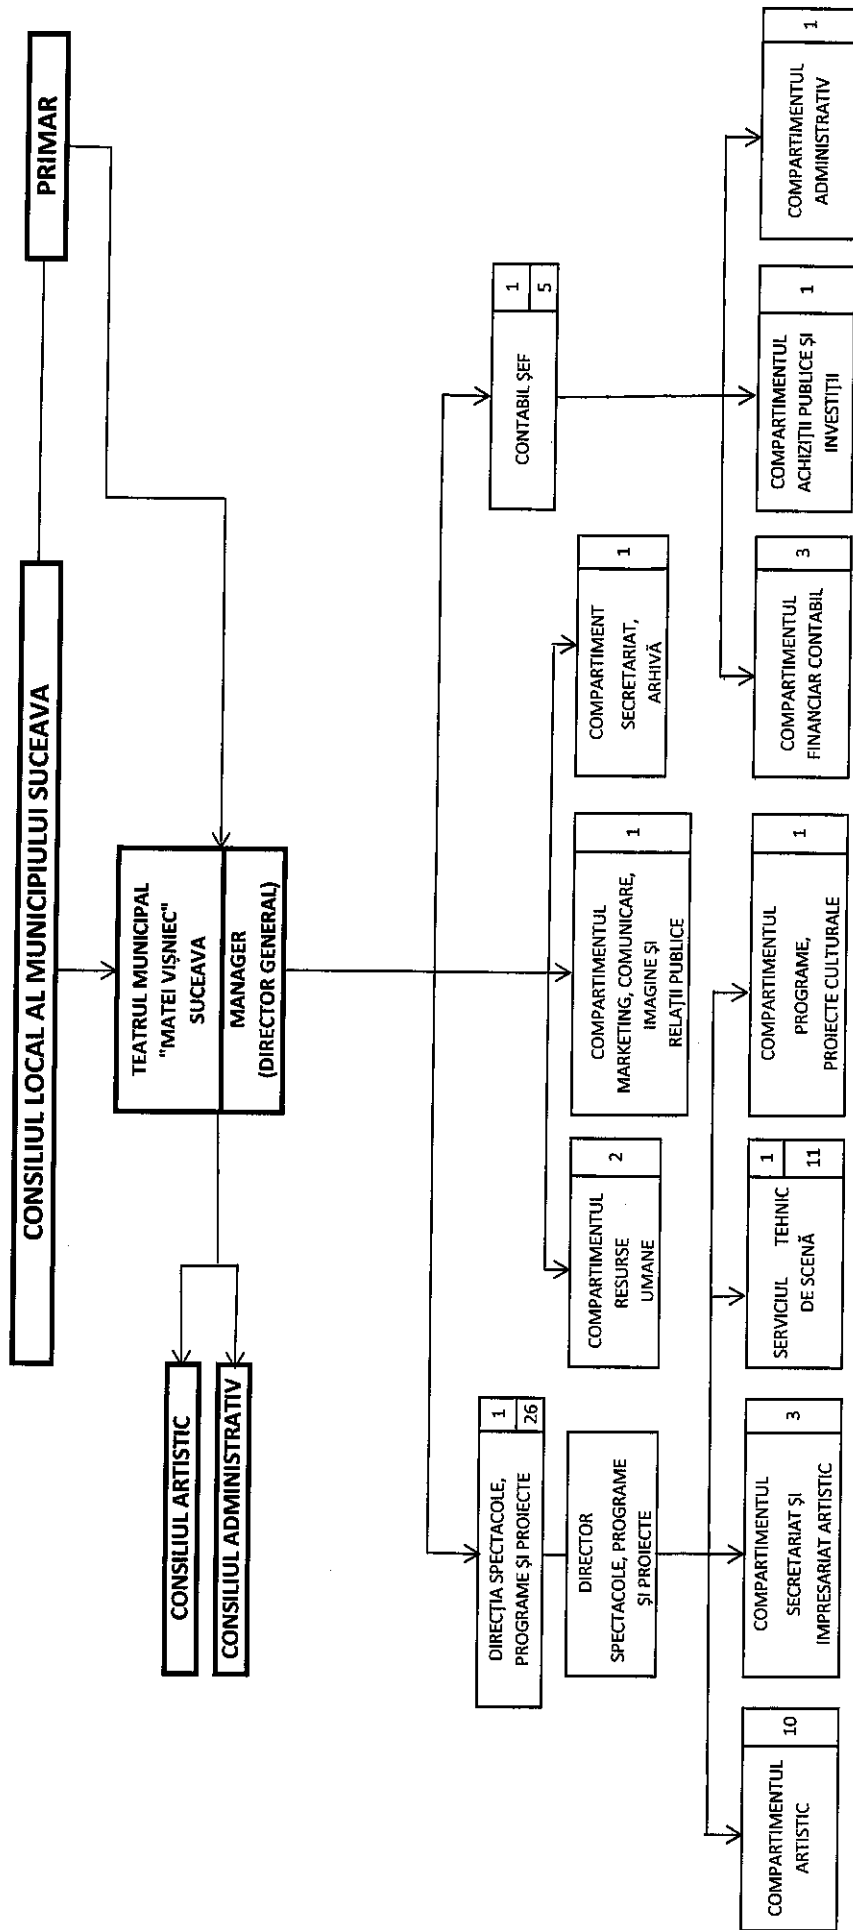 CONSILIUL LOCAL AL MUNICIPIULUI SUCEAVA
PRIMAR
TEATRUL MUNICIPAL
"MATEI VIȘNIEC"
SUCEAVA
MANAGER
(DIRECTOR GENERAL)
CONSILIUL ARTISTIC
CONSILIUL ADMINISTRATIV
DIRECȚIA SPECTACOLE,
PROGRAME ȘI PROIECTE
1
26
CONTABIL ȘEF
1
5
DIRECTOR
SPECTACOLE, PROGRAME
ȘI PROIECTE
COMPARTIMENTUL
RESURSE
UMANE
2
COMPARTIMENTUL
MARKETING, COMUNICARE,
IMAGINE ȘI
RELAȚII PUBLICE
1
COMPARTIMENT
SECRETARIAT,
ARHIVĂ
1
COMPARTIMENTUL
ARTISTIC
10
COMPARTIMENTUL
SECRETARIAT ȘI
IMPRESARIAT ARTISTIC
3
SERVICIUL TEHNIC
DE SCENĂ
1
11
COMPARTIMENTUL
PROGRAME,
PROIECTE CULTURALE
1
COMPARTIMENTUL
FINANCIAR CONTABIL
3
COMPARTIMENTUL
ACHIZIȚII PUBLICE ȘI
INVESTIȚII
1
COMPARTIMENTUL
ADMINISTRATIV
1